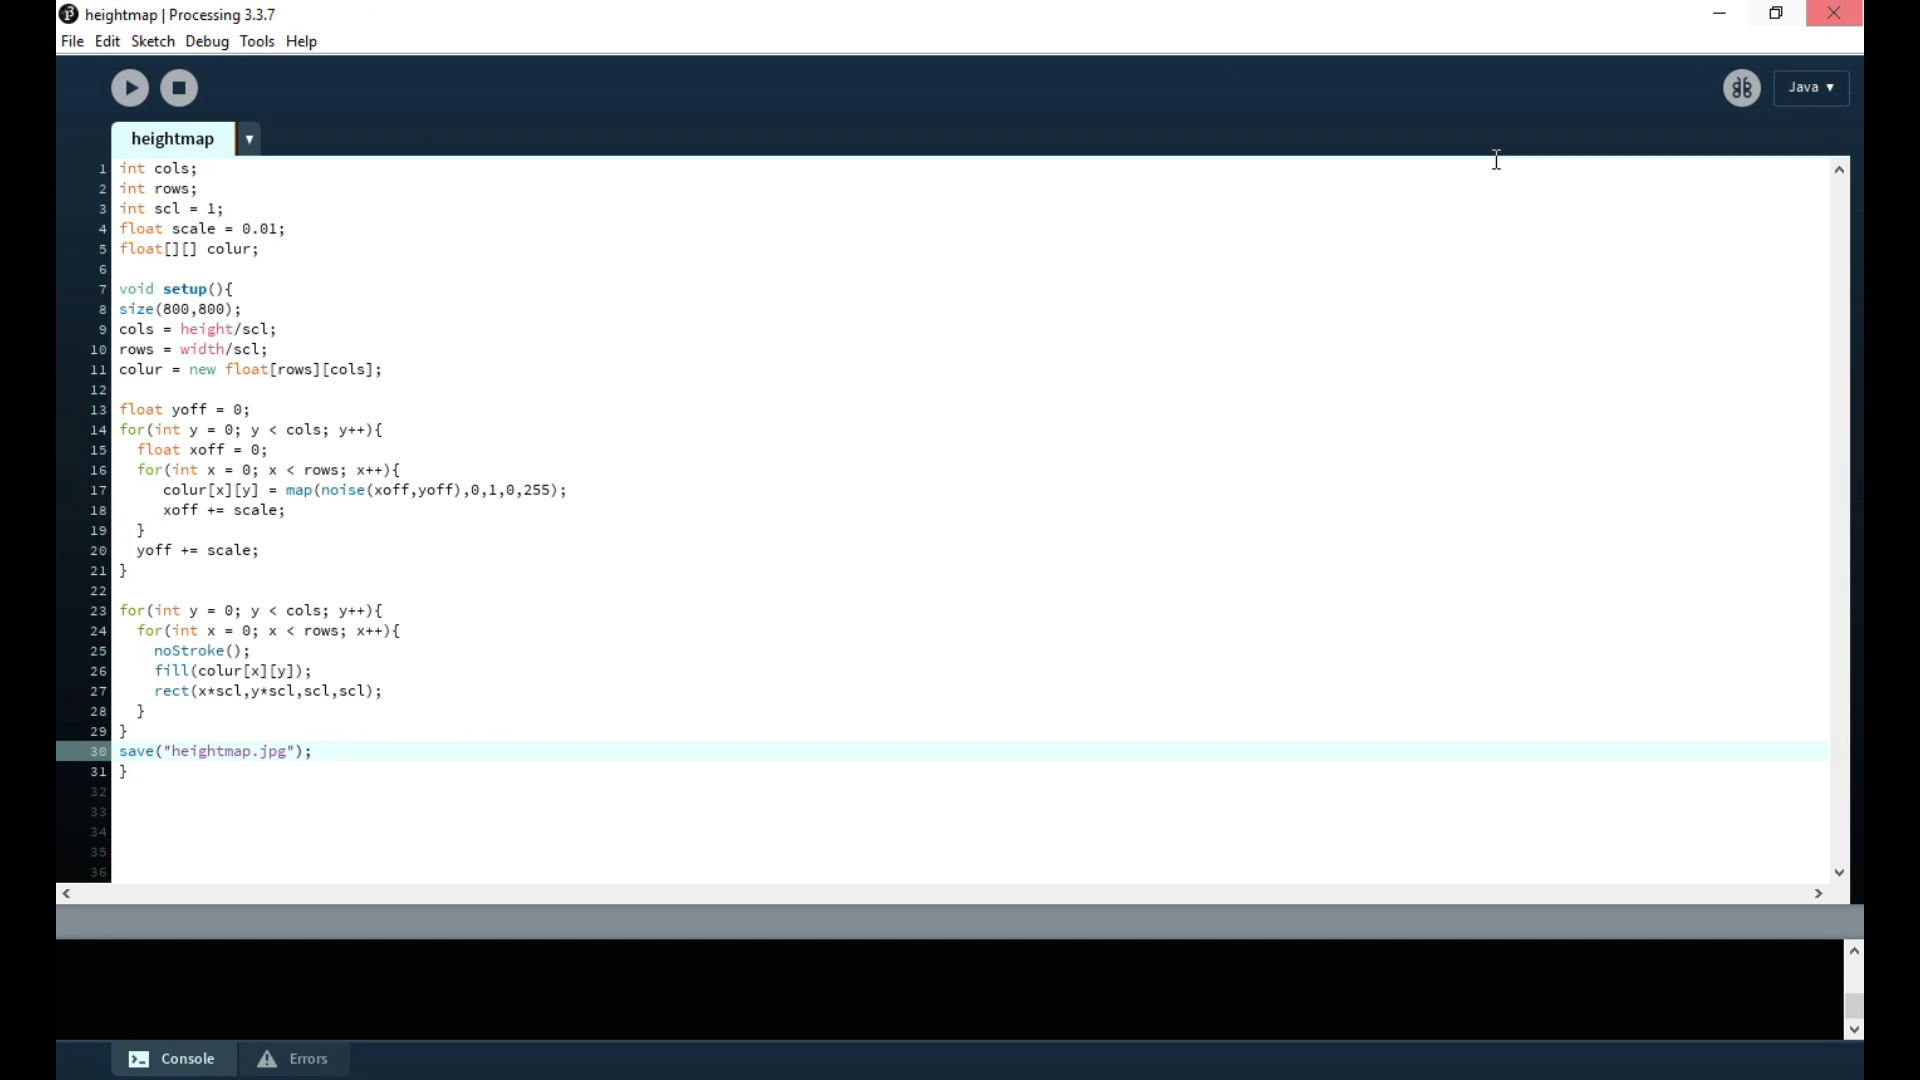 heightmap | Processing 3.3.7
File Edit Sketch Debug Tools Help
Java ▾
heightmap ▾
1 int cols;
2 int rows;
3 int scl = 1;
4 float scale = 0.01;
5 float[][] colur;
6
7 void setup(){
8 size(800,800);
9 cols = height/scl;
10 rows = width/scl;
11 colur = new float[rows][cols];
12
13 float yoff = 0;
14 for(int y = 0; y < cols; y++){
15   float xoff = 0;
16   for(int x = 0; x < rows; x++){
17      colur[x][y] = map(noise(xoff,yoff),0,1,0,255);
18      xoff += scale;
19   }
20   yoff += scale;
21 }
22
23 for(int y = 0; y < cols; y++){
24   for(int x = 0; x < rows; x++){
25     noStroke();
26     fill(colur[x][y]);
27     rect(x*scl,y*scl,scl,scl);
28   }
29 }
30 save("heightmap.jpg");
31 }
32
33
34
35
36
Console Errors